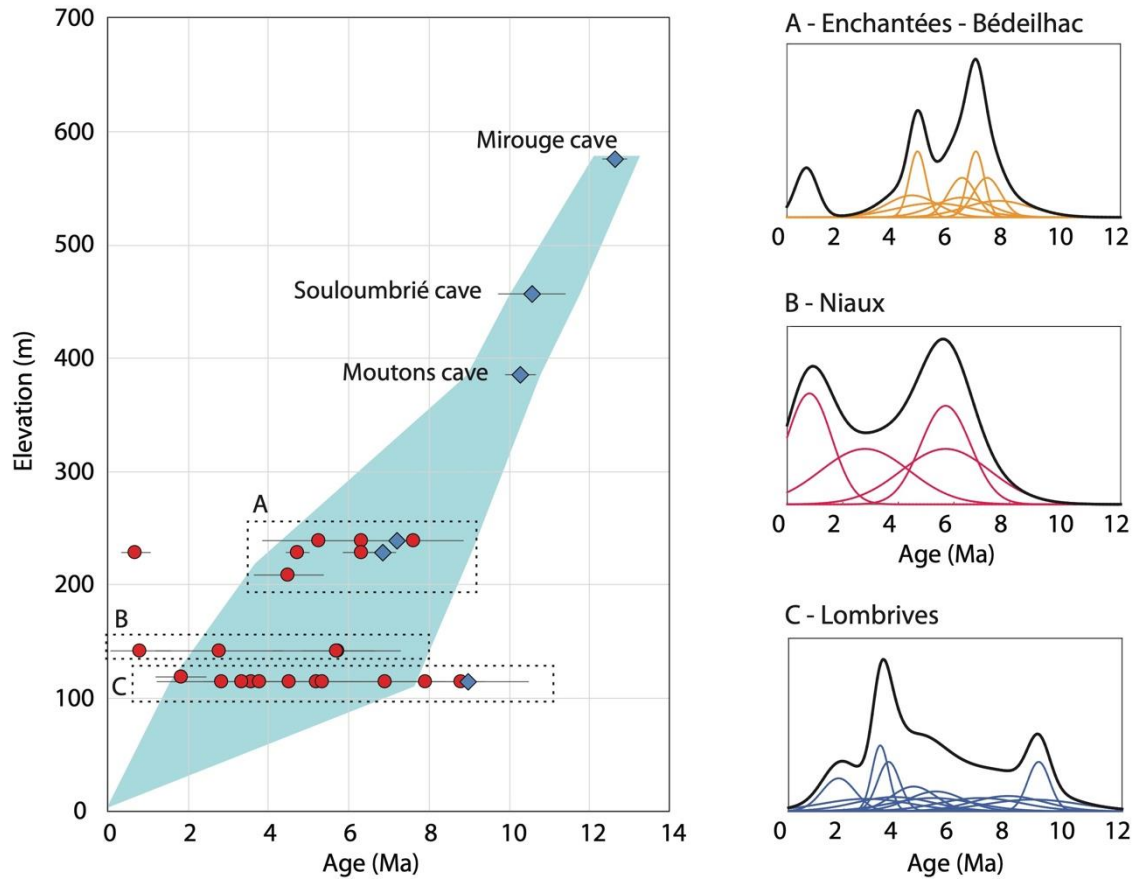 700
600
500
400
300
200
100
0
Elevation (m)
0 2 4 6 8 10 12 14
Age (Ma)
Mirouge cave
Souloumbrié cave
Moutons cave
A
B
C
A - Enchantées - Bédeilhac
0 2 4 6 8 10 12
B - Niaux
0 2 4 6 8 10 12
Age (Ma)
C - Lombrives
0 2 4 6 8 10 12
Age (Ma)